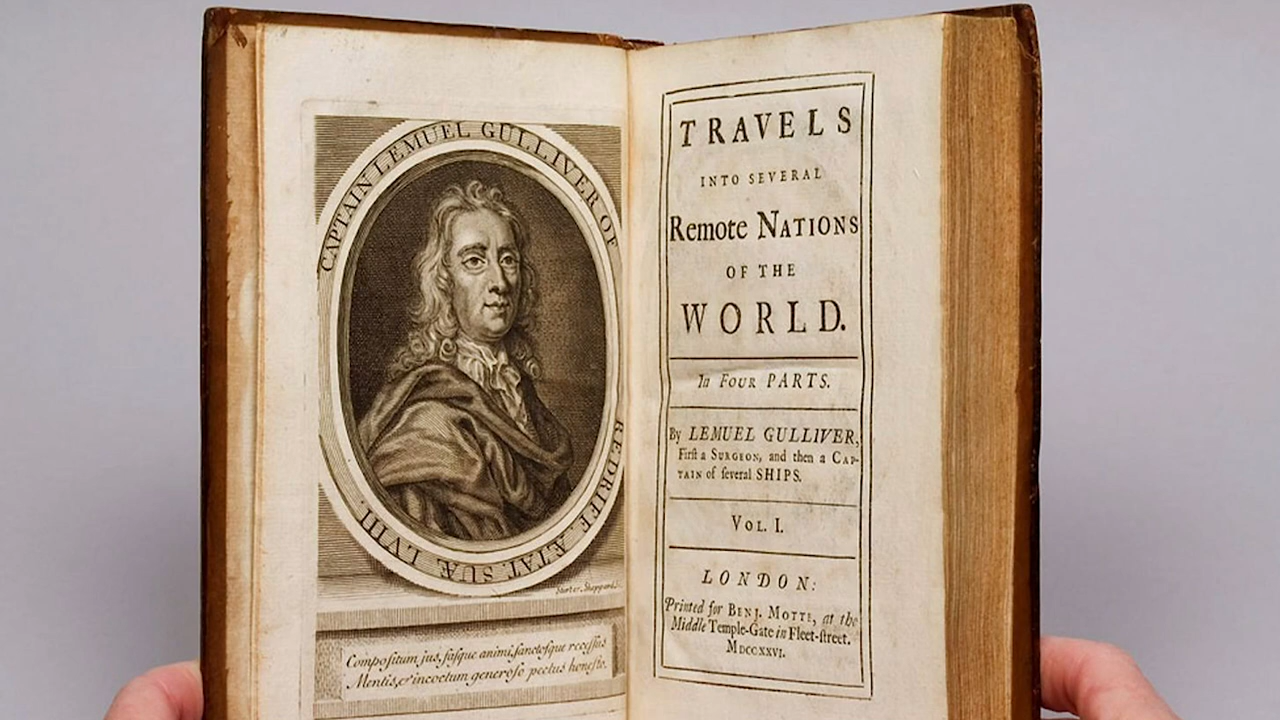 CAPTAIN LEMUEL GULLIVER OF REDRIFF ÆTAT. SUÆ LVIII.
Sturt et Sheppard
Compositum jus, fasque animi, sanctosque recessus
Mentis, et incoctum generoso pectus honesto.
TRAVELS
INTO SEVERAL
Remote NATIONS
OF THE
WORLD.
In FOUR PARTS.
By LEMUEL GULLIVER,
First a SURGEON, and then a CAP-
TAIN of several SHIPS.
VOL. I.
LONDON:
Printed for BENJ. MOTTE, at the
Middle Temple-Gate in Fleet-street.
MDCCXXVI.